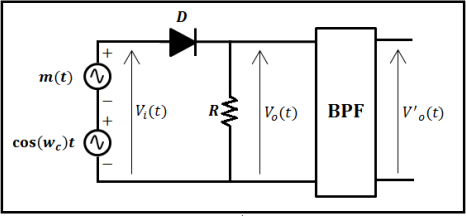 D
+
m(t)
−
+
cos(w_c)t
−
V_i(t)
R
V_o(t)
BPF
V'_o(t)